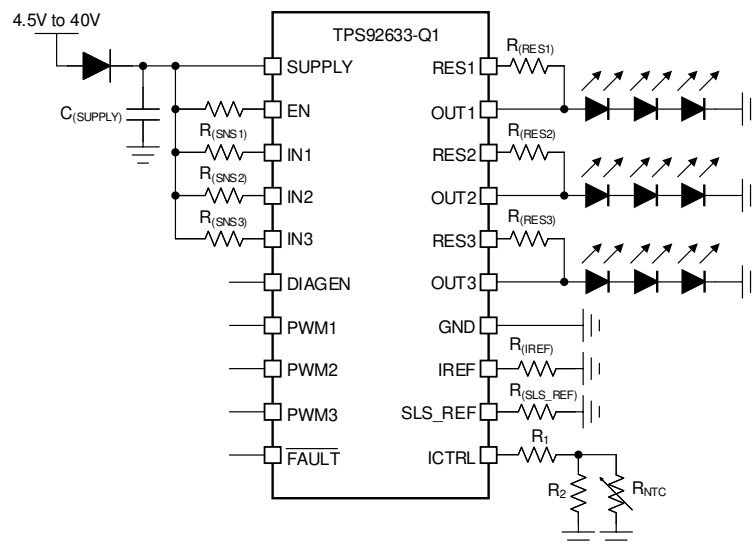 4.5V to 40V
TPS92633-Q1
C(SUPPLY)
SUPPLY
EN
R(SNS1)
IN1
R(SNS2)
IN2
R(SNS3)
IN3
DIAGEN
PWM1
PWM2
PWM3
FAULT
RES1
R(RES1)
OUT1
RES2
R(RES2)
OUT2
RES3
R(RES3)
OUT3
GND
IREF
R(IREF)
SLS_REF
R(SLS_REF)
ICTRL
R1
R2
RNTC